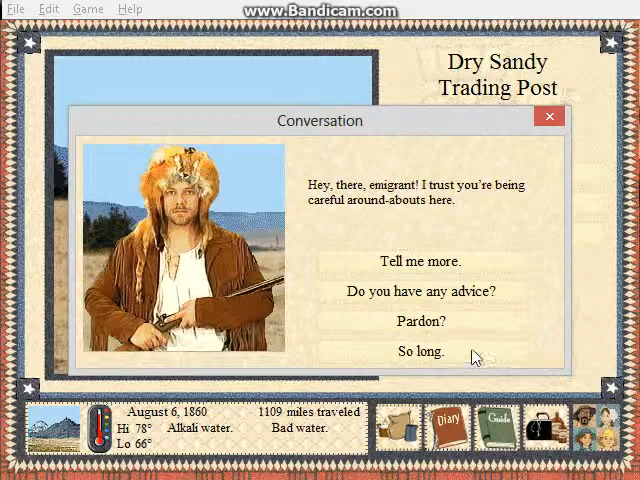 File Edit Game Help
www.Bandicam.com
Dry Sandy
Trading Post
Conversation
Hey, there, emigrant! I trust you're being
careful around-abouts here.
Tell me more.
Do you have any advice?
Pardon?
So long.
August 6, 1860 1109 miles traveled
Hi 78° Alkali water. Bad water.
Lo 66°
Diary
Guide